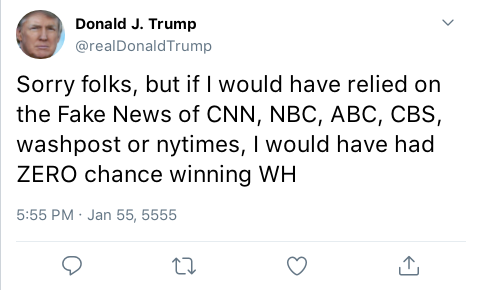 Donald J. Trump
@realDonaldTrump
Sorry folks, but if I would have relied on
the Fake News of CNN, NBC, ABC, CBS,
washpost or nytimes, I would have had
ZERO chance winning WH
5:55 PM · Jan 55, 5555